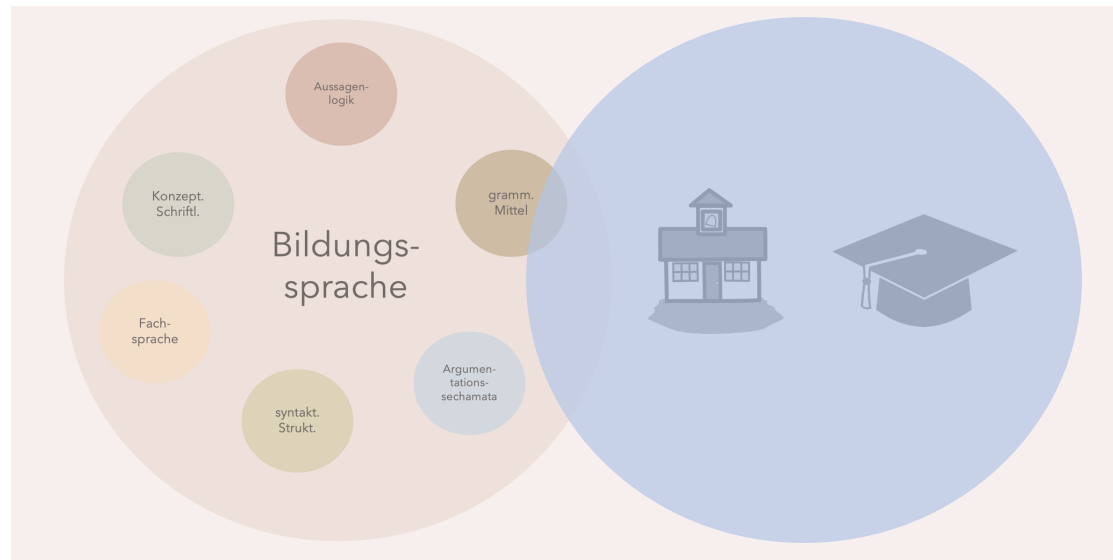 Aussagen-
logik
Konzept.
Schriftl.
gramm.
Mittel
Bildungs-
sprache
Fach-
sprache
Argumen-
tations-
sechamata
syntakt.
Strukt.